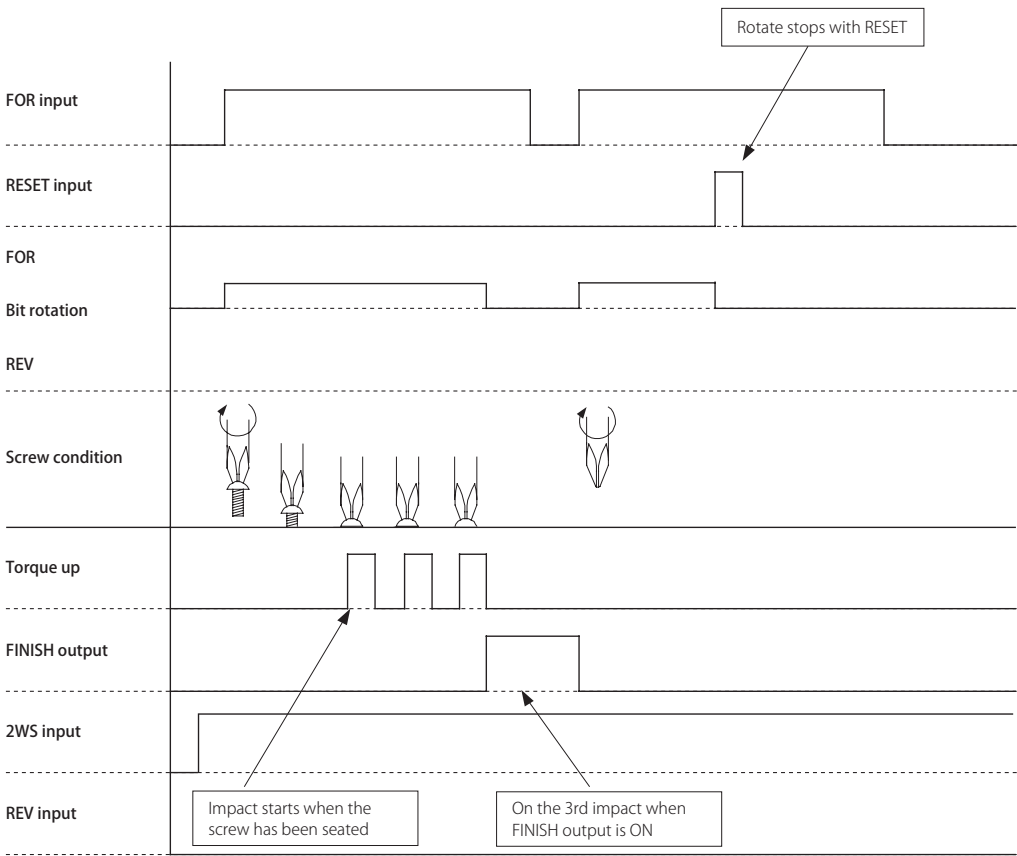 Rotate stops with RESET
FOR input
RESET input
FOR
Bit rotation
REV
Screw condition
Torque up
FINISH output
2WS input
REV input
Impact starts when the
screw has been seated
On the 3rd impact when
FINISH output is ON